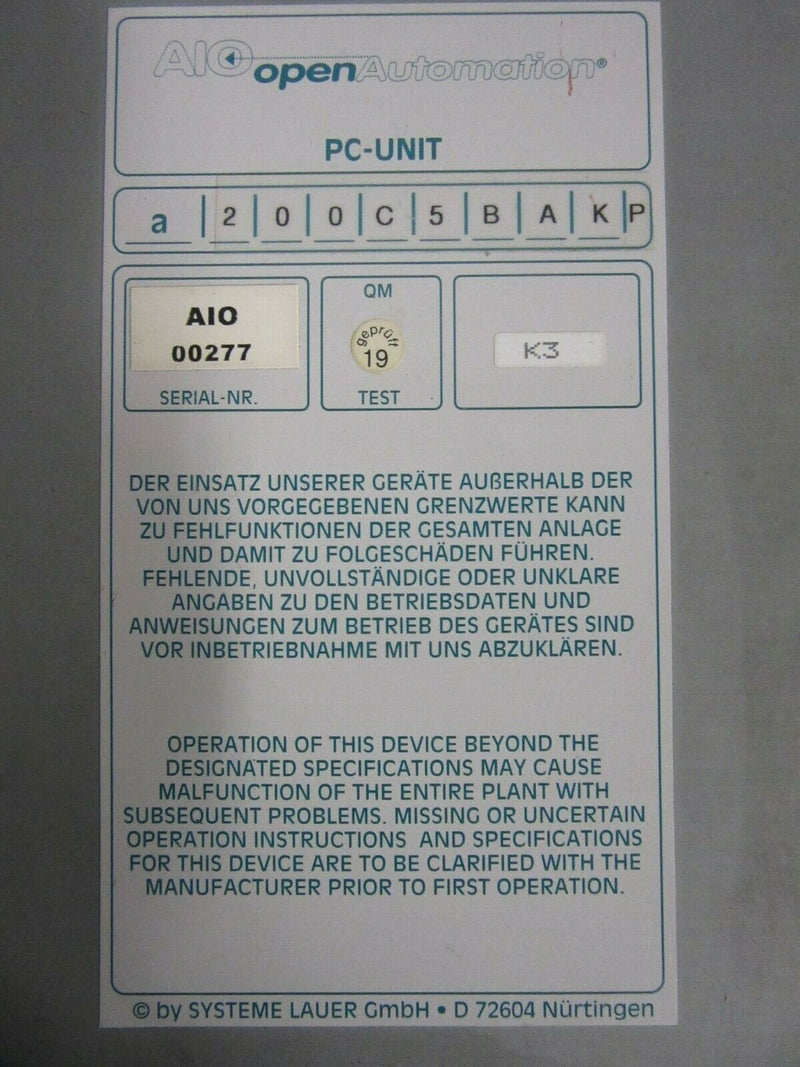 AIO openAutomation®
PC-UNIT
a 2 0 0 C 5 B A K P
AIO
00277
SERIAL-NR.
QM
geprüft
19
TEST
K3
DER EINSATZ UNSERER GERÄTE AUßERHALB DER
VON UNS VORGEGEBENEN GRENZWERTE KANN
ZU FEHLFUNKTIONEN DER GESAMTEN ANLAGE
UND DAMIT ZU FOLGESCHÄDEN FÜHREN.
FEHLENDE, UNVOLLSTÄNDIGE ODER UNKLARE
ANGABEN ZU DEN BETRIEBSDATEN UND
ANWEISUNGEN ZUM BETRIEB DES GERÄTES SIND
VOR INBETRIEBNAHME MIT UNS ABZUKLÄREN.
OPERATION OF THIS DEVICE BEYOND THE
DESIGNATED SPECIFICATIONS MAY CAUSE
MALFUNCTION OF THE ENTIRE PLANT WITH
SUBSEQUENT PROBLEMS. MISSING OR UNCERTAIN
OPERATION INSTRUCTIONS AND SPECIFICATIONS
FOR THIS DEVICE ARE TO BE CLARIFIED WITH THE
MANUFACTURER PRIOR TO FIRST OPERATION.
© by SYSTEME LAUER GmbH • D 72604 Nürtingen